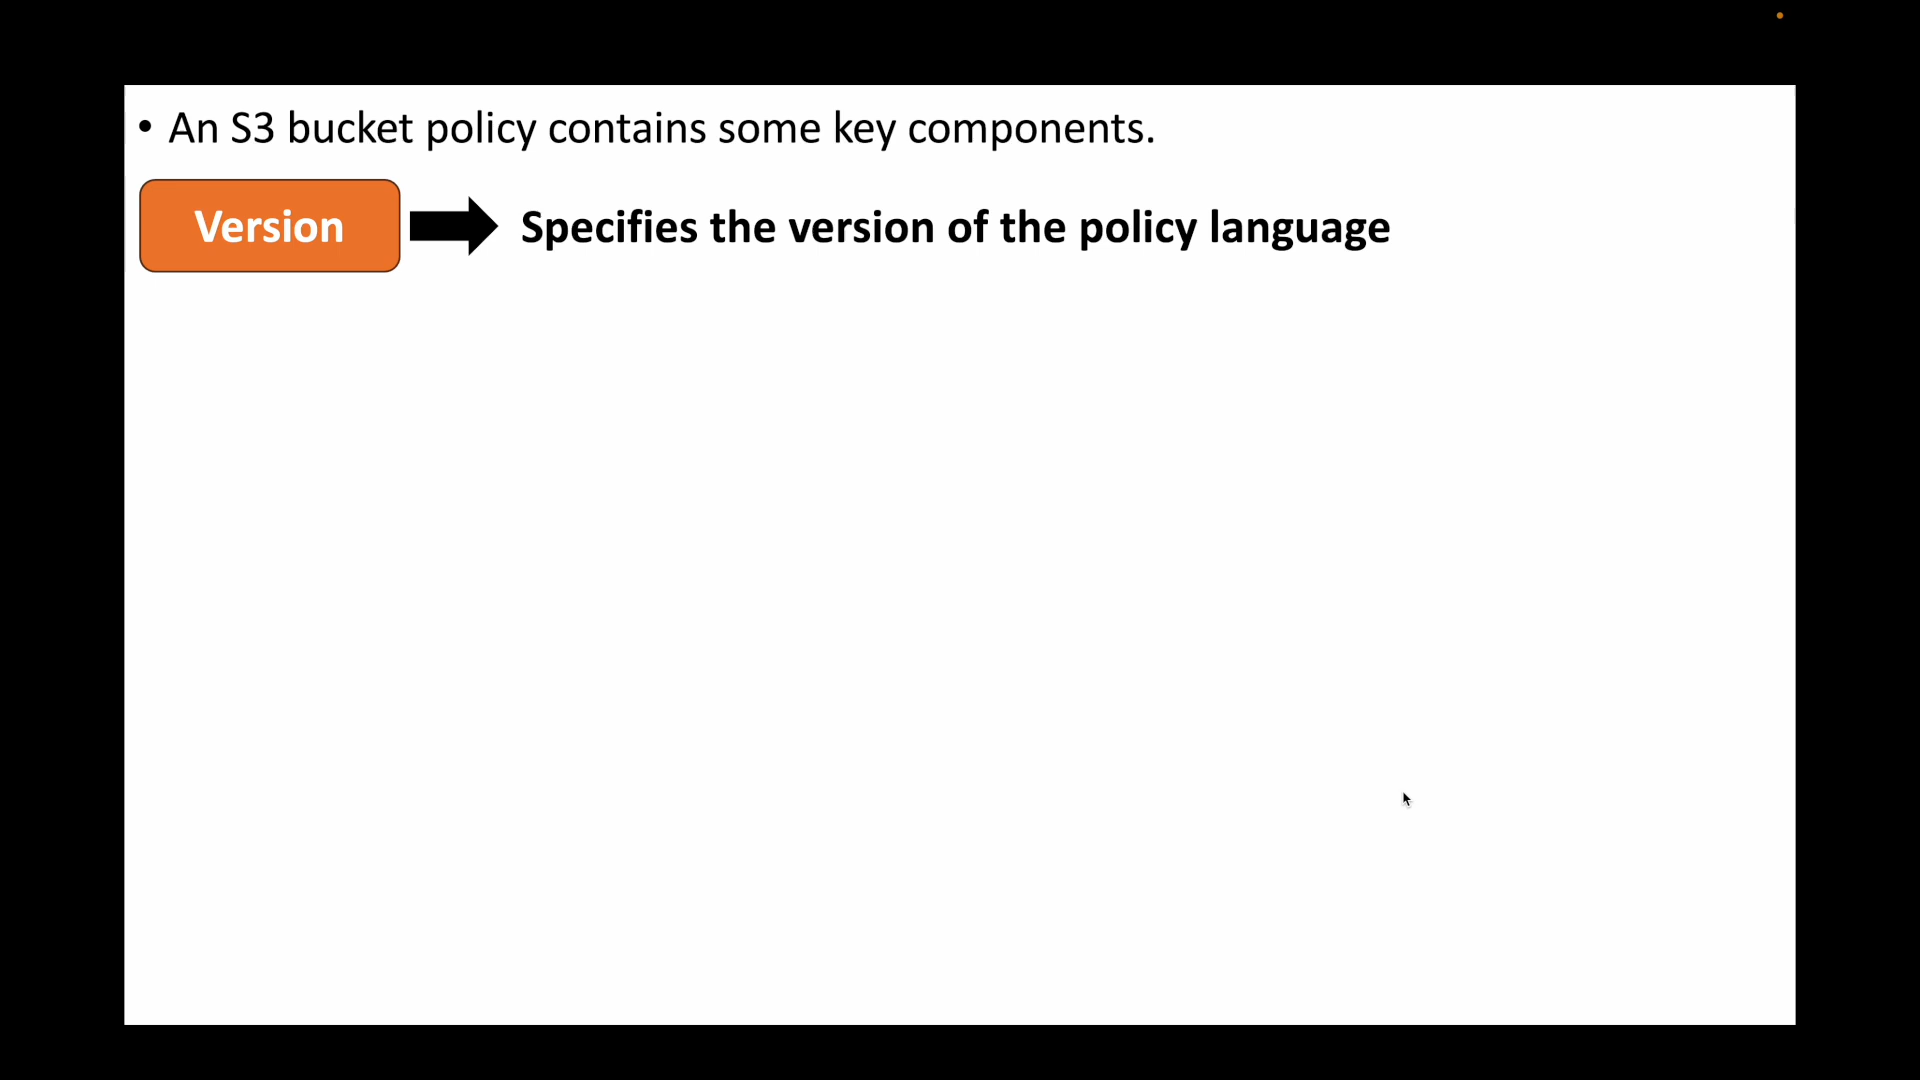 • An S3 bucket policy contains some key components.
Version
Specifies the version of the policy language